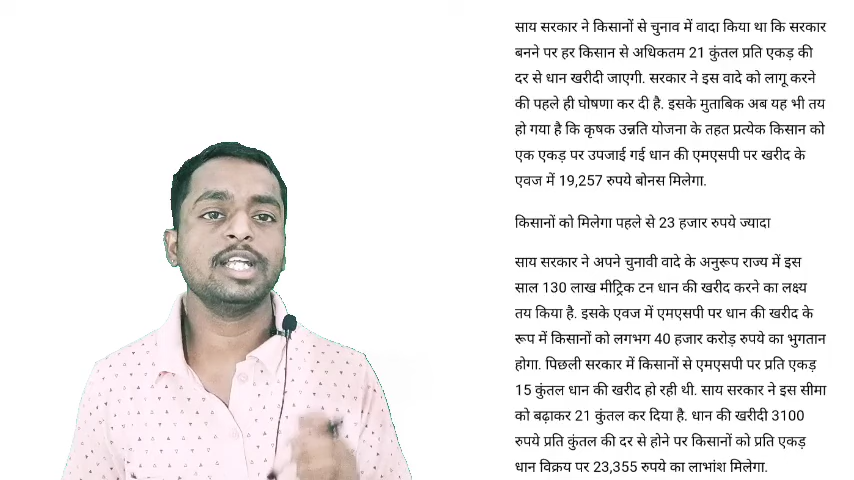 साय सरकार ने किसानों से चुनाव में वादा किया था कि सरकार
बनने पर हर किसान से अधिकतम 21 कुंतल प्रति एकड़ की
दर से धान खरीदी जाएगी. सरकार ने इस वादे को लागू करने
की पहले ही घोषणा कर दी है. इसके मुताबिक अब यह भी तय
हो गया है कि कृषक उन्नति योजना के तहत प्रत्येक किसान को
एक एकड़ पर उपजाई गई धान की एमएसपी पर खरीद के
एवज में 19,257 रुपये बोनस मिलेगा.
किसानों को मिलेगा पहले से 23 हजार रुपये ज्यादा
साय सरकार ने अपने चुनावी वादे के अनुरूप राज्य में इस
साल 130 लाख मीट्रिक टन धान की खरीद करने का लक्ष्य
तय किया है. इसके एवज में एमएसपी पर धान की खरीद के
रूप में किसानों को लगभग 40 हजार करोड़ रुपये का भुगतान
होगा. पिछली सरकार में किसानों से एमएसपी पर प्रति एकड़
15 कुंतल धान की खरीद हो रही थी. साय सरकार ने इस सीमा
को बढ़ाकर 21 कुंतल कर दिया है. धान की खरीदी 3100
रुपये प्रति कुंतल की दर से होने पर किसानों को प्रति एकड़
धान विक्रय पर 23,355 रुपये का लाभांश मिलेगा.